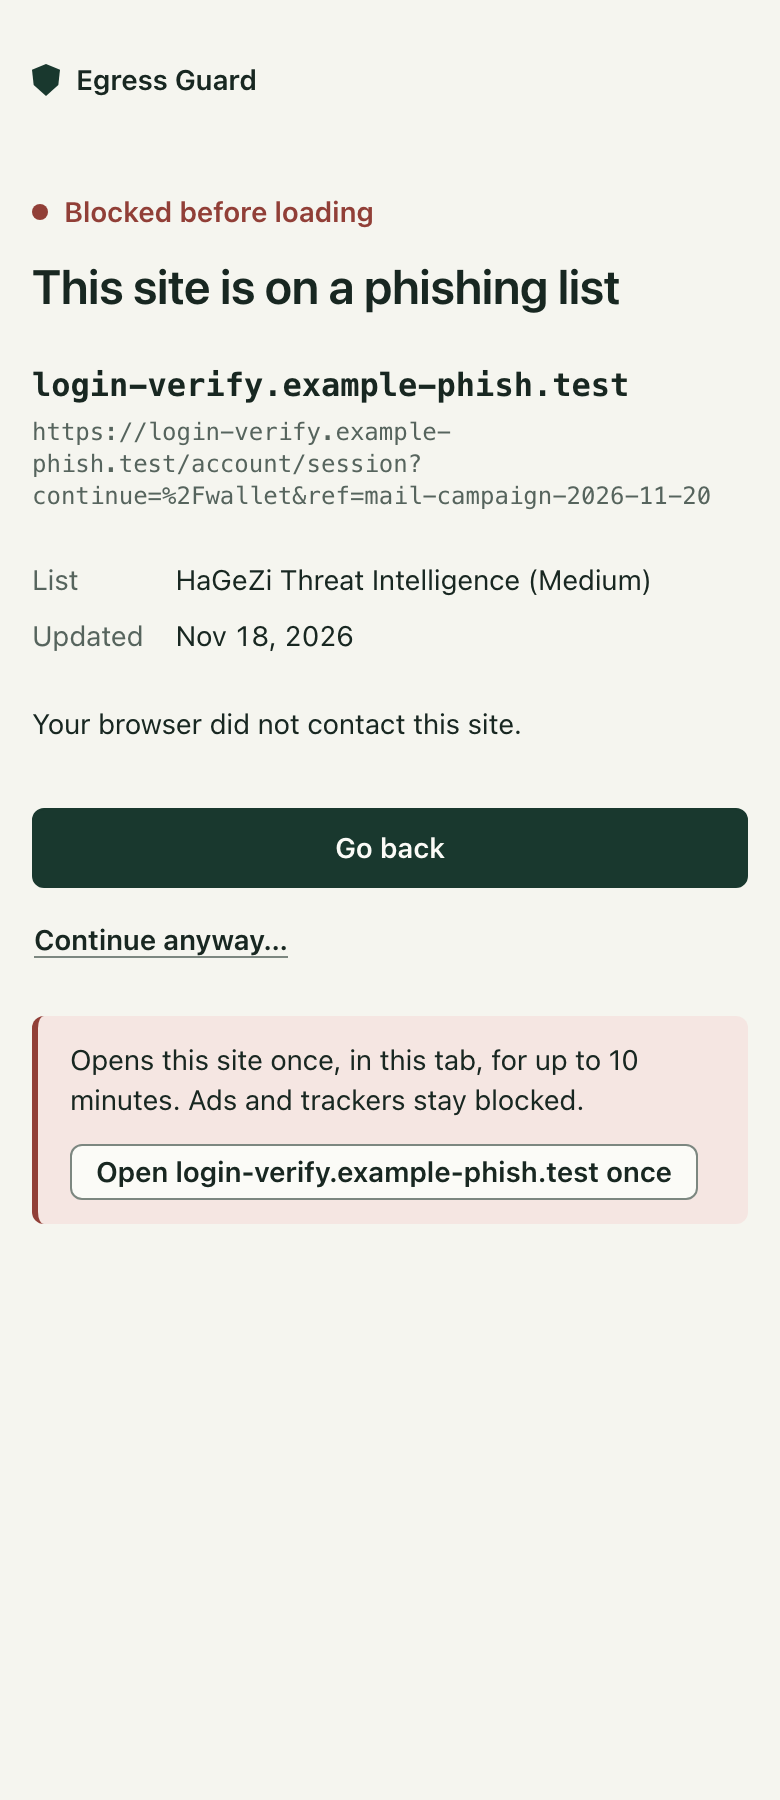 Egress Guard
Blocked before loading
This site is on a phishing list
login-verify.example-phish.test
https://login-verify.example-
phish.test/account/session?
continue=%2Fwallet&ref=mail-campaign-2026-11-20
List HaGeZi Threat Intelligence (Medium)
Updated Nov 18, 2026
Your browser did not contact this site.
Go back
Continue anyway...
Opens this site once, in this tab, for up to 10
minutes. Ads and trackers stay blocked.
Open login-verify.example-phish.test once